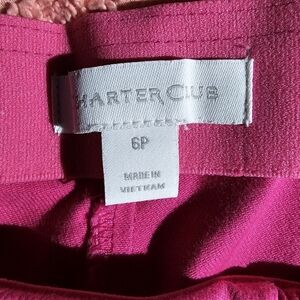 HARTER CLUB
6P
MADE IN
VIETNAM